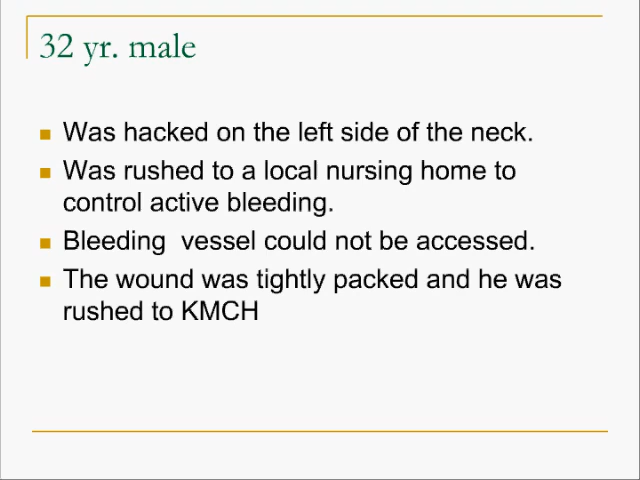 32 yr. male
Was hacked on the left side of the neck.
Was rushed to a local nursing home to
control active bleeding.
Bleeding  vessel could not be accessed.
The wound was tightly packed and he was
rushed to KMCH